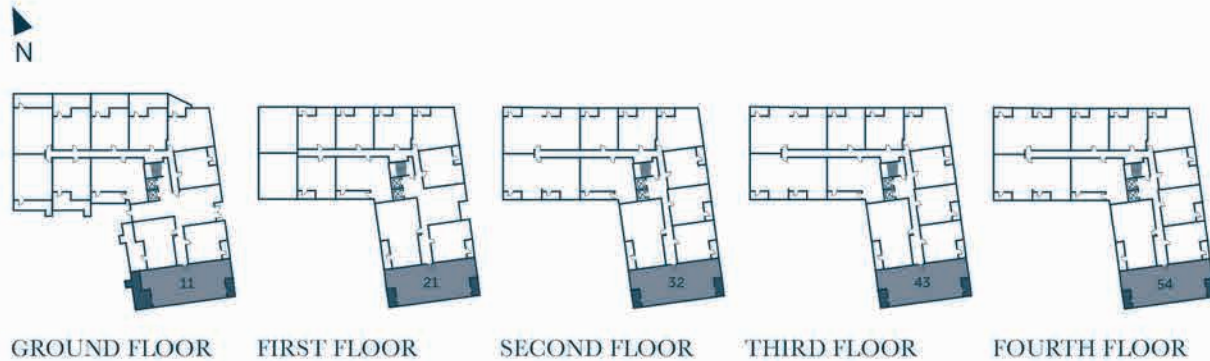 N
11
21
32
43
54
GROUND FLOOR
FIRST FLOOR
SECOND FLOOR
THIRD FLOOR
FOURTH FLOOR